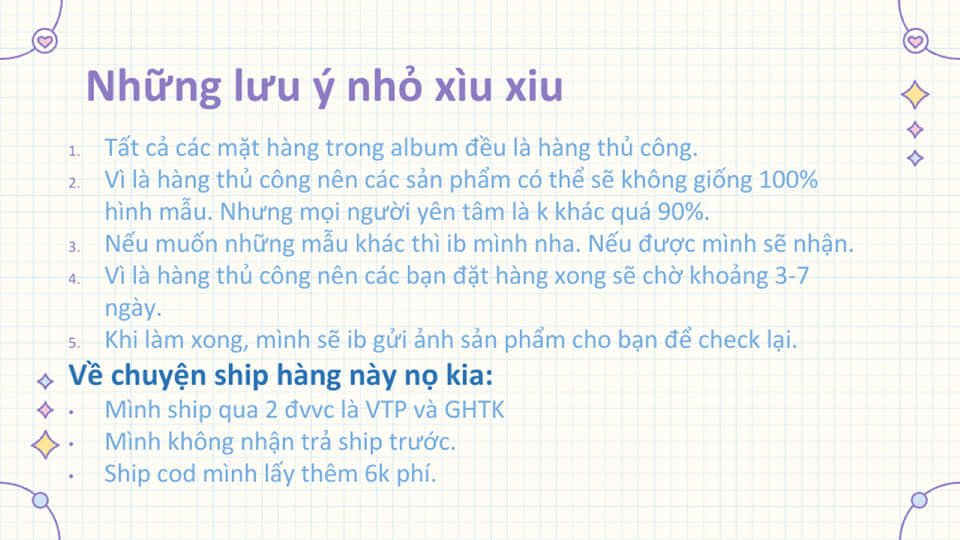 Những lưu ý nhỏ xìu xiu
1. Tất cả các mặt hàng trong album đều là hàng thủ công.
2. Vì là hàng thủ công nên các sản phẩm có thể sẽ không giống 100%
hình mẫu. Nhưng mọi người yên tâm là k khác quá 90%.
3. Nếu muốn những mẫu khác thì ib mình nha. Nếu được mình sẽ nhận.
4. Vì là hàng thủ công nên các bạn đặt hàng xong sẽ chờ khoảng 3-7
ngày.
5. Khi làm xong, mình sẽ ib gửi ảnh sản phẩm cho bạn để check lại.
Về chuyện ship hàng này nọ kia:
• Mình ship qua 2 đvvc là VTP và GHTK
• Mình không nhận trả ship trước.
• Ship cod mình lấy thêm 6k phí.